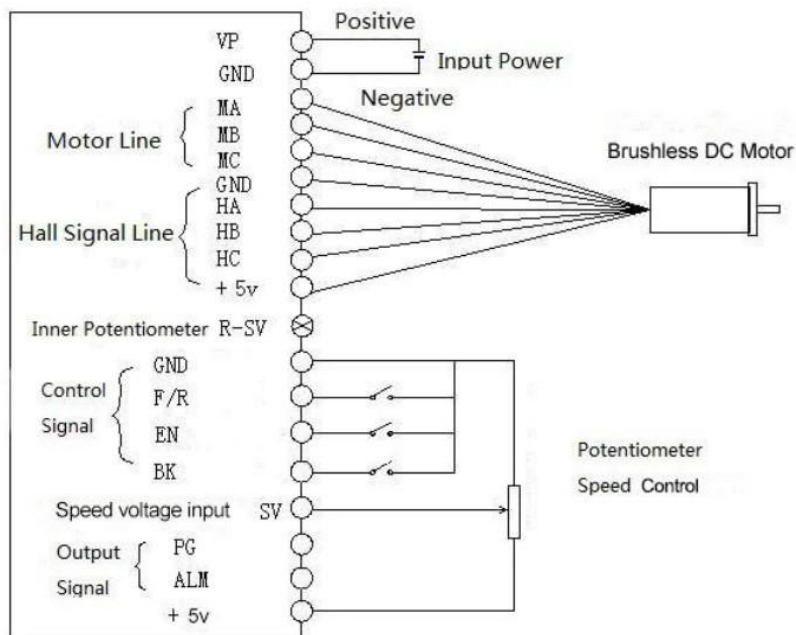 Positive
VP
Input Power
GND
Negative
MA
Motor Line
MB
MC
Brushless DC Motor
GND
HA
Hall Signal Line
HB
HC
+ 5v
Inner Potentiometer R-SV
GND
Control
Signal
F/R
EN
BK
Potentiometer
Speed Control
Speed voltage input SV
Output
Signal
PG
ALM
+ 5v